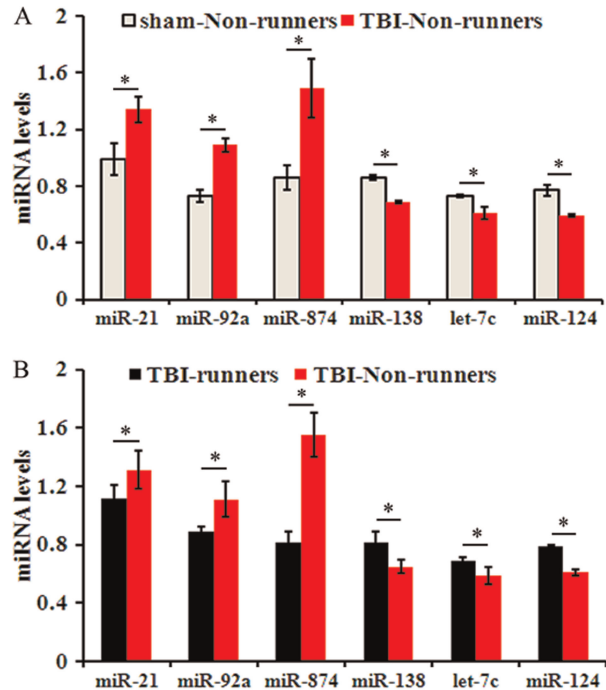 A
sham-Non-runners TBI-Non-runners
miRNA levels
2
1.6
1.2
0.8
0.4
0
* * * * * *
miR-21 miR-92a miR-874 miR-138 let-7c miR-124
B
TBI-runners TBI-Non-runners
miRNA levels
2
1.6
1.2
0.8
0.4
0
* * * * * *
miR-21 miR-92a miR-874 miR-138 let-7c miR-124